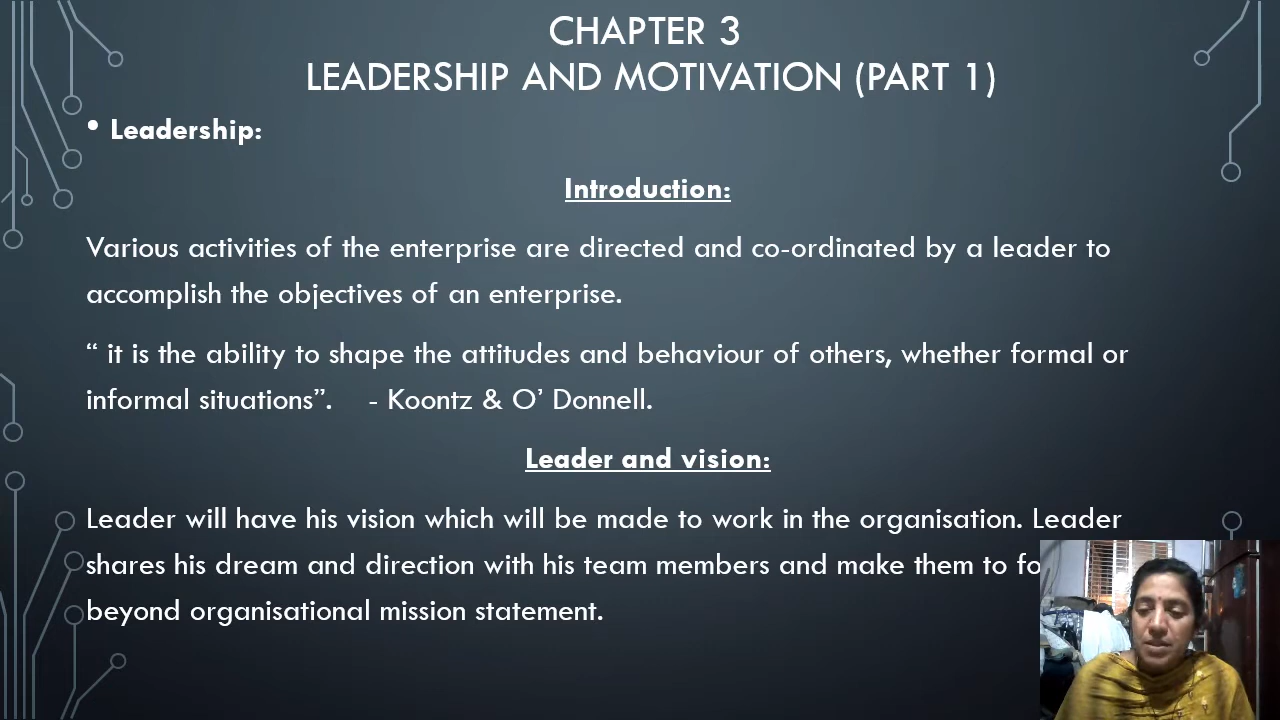 CHAPTER 3
LEADERSHIP AND MOTIVATION (PART 1)
• Leadership:
Introduction:
Various activities of the enterprise are directed and co-ordinated by a leader to
accomplish the objectives of an enterprise.
“ it is the ability to shape the attitudes and behaviour of others, whether formal or
informal situations”. - Koontz & O’ Donnell.
Leader and vision:
Leader will have his vision which will be made to work in the organisation. Leader
shares his dream and direction with his team members and make them to
beyond organisational mission statement.